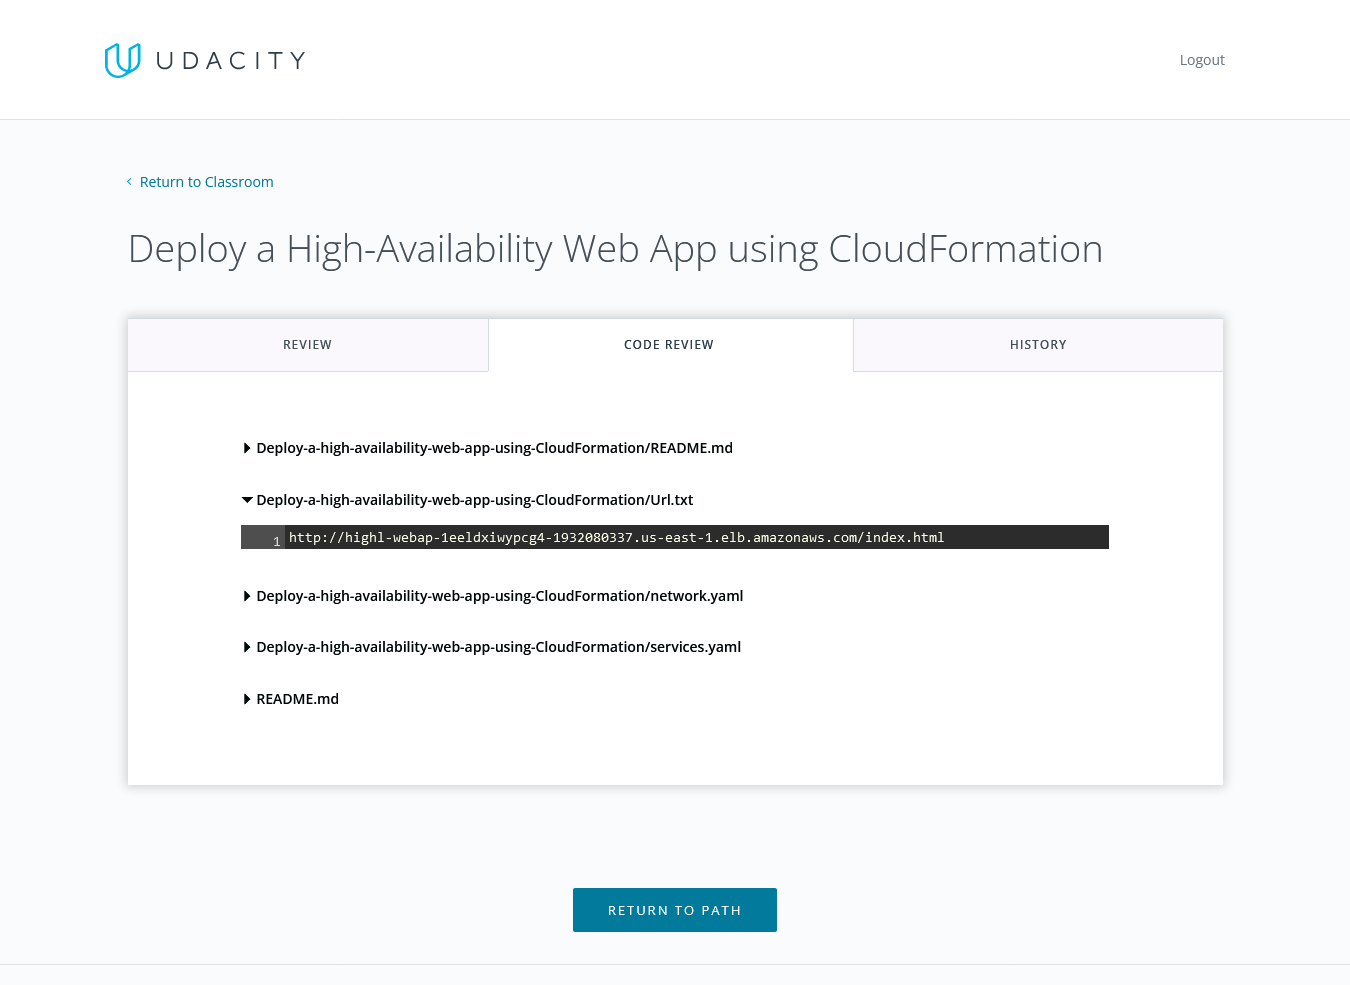 UDACITY
Logout
Return to Classroom
Deploy a High-Availability Web App using CloudFormation
REVIEW
CODE REVIEW
HISTORY
Deploy-a-high-availability-web-app-using-CloudFormation/README.md
Deploy-a-high-availability-web-app-using-CloudFormation/Url.txt
1 http://highl-webap-1eeldxiwypcg4-1932080337.us-east-1.elb.amazonaws.com/index.html
Deploy-a-high-availability-web-app-using-CloudFormation/network.yaml
Deploy-a-high-availability-web-app-using-CloudFormation/services.yaml
README.md
RETURN TO PATH